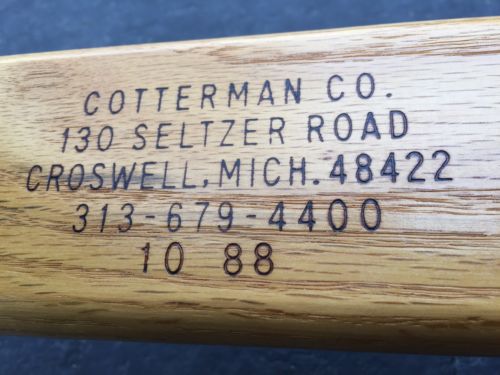 COTTERMAN CO.
130 SELTZER ROAD
CROSWELL, MICH. 48422
313-679-4400
10 88